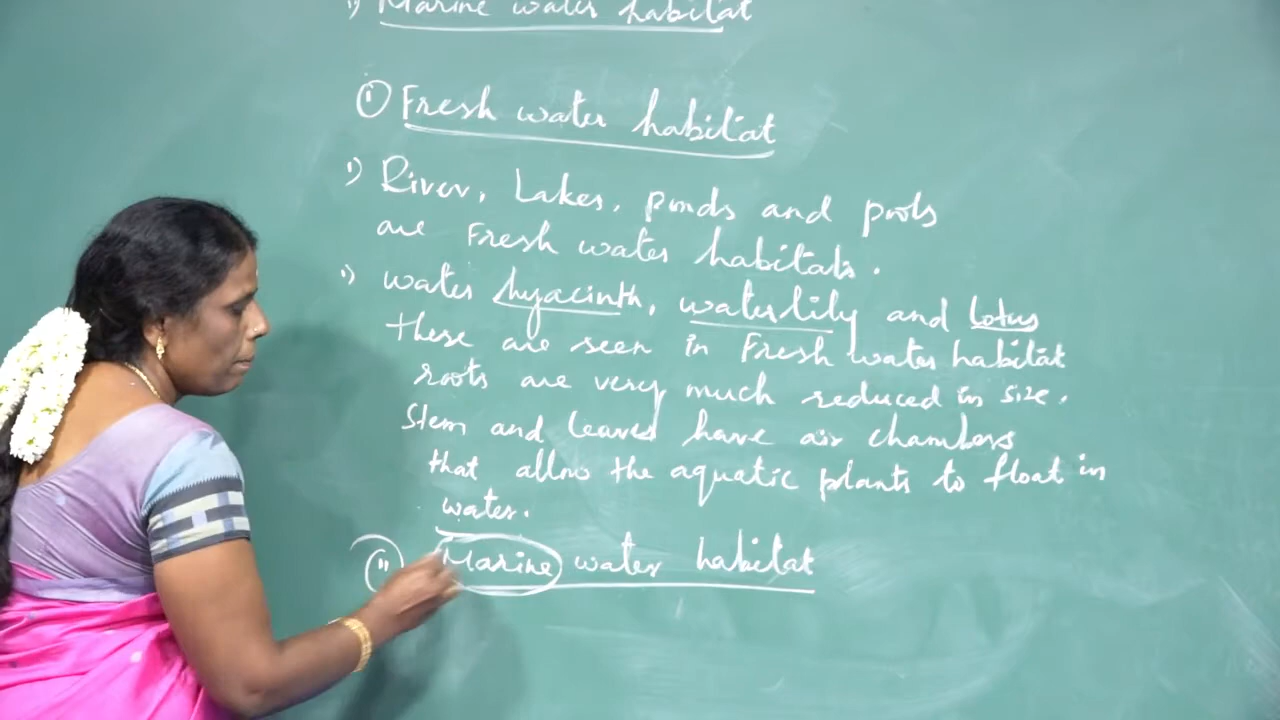 i) Marine water habitat
① Fresh water habitat
i) River, Lakes, ponds and pools
are Fresh water habitats.
i) water hyacinth, waterlily and Lotus
these are seen in Fresh water habitat
roots are very much reduced in size.
Stem and leaves have air chambers
that allow the aquatic plants to float in
water.
ii) Marine water habitat